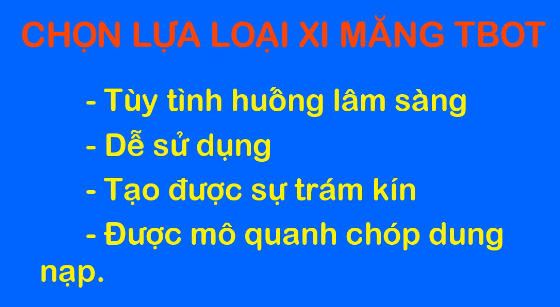 CHỌN LỰA LOẠI XI MĂNG TBOT
- Tùy tình huống lâm sàng
- Dễ sử dụng
- Tạo được sự trám kín
- Được mô quanh chóp dung
nạp.